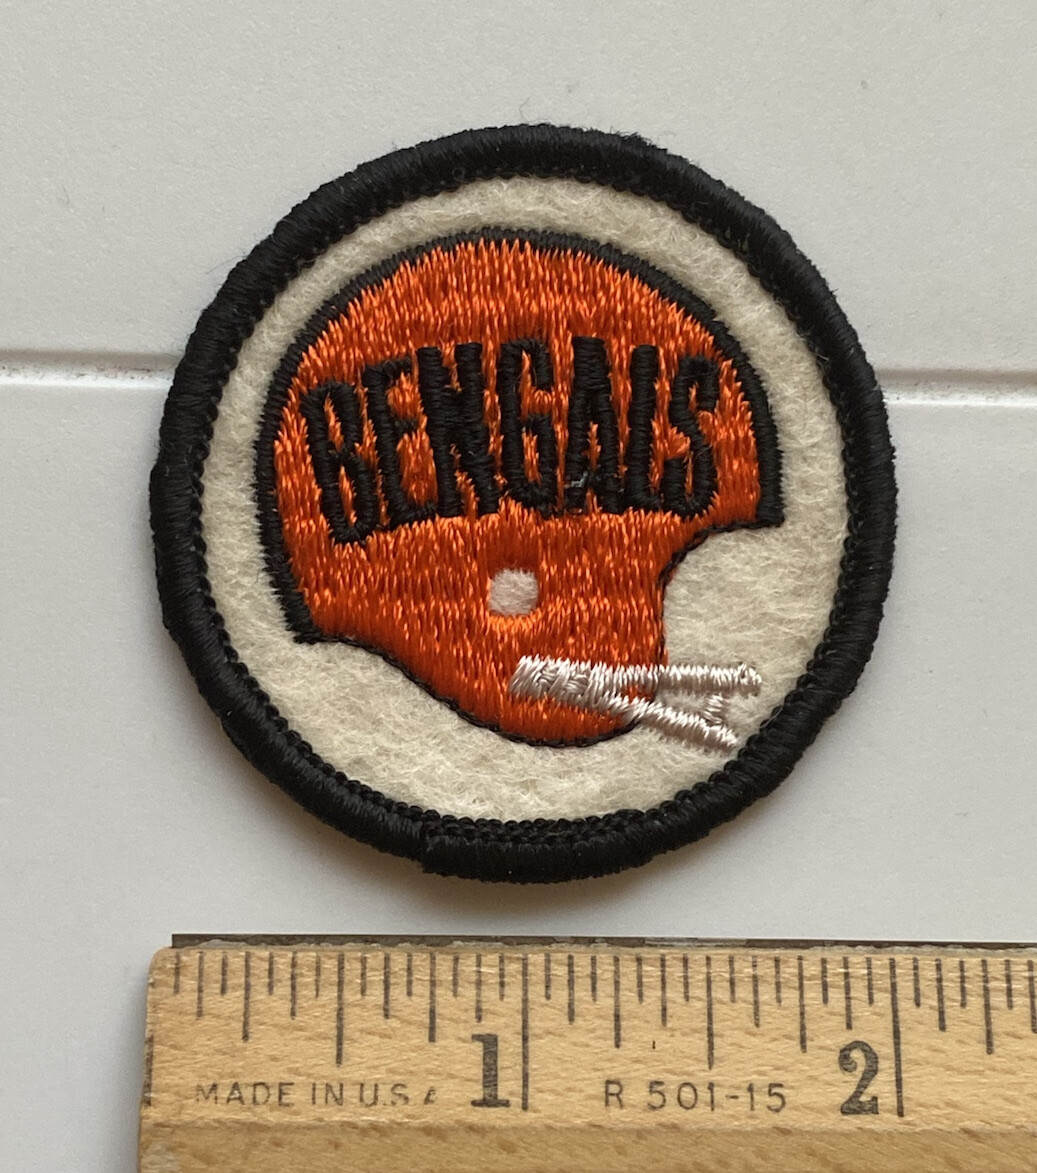 BENGALS
1 2
MADE IN U.S.A R 501-15